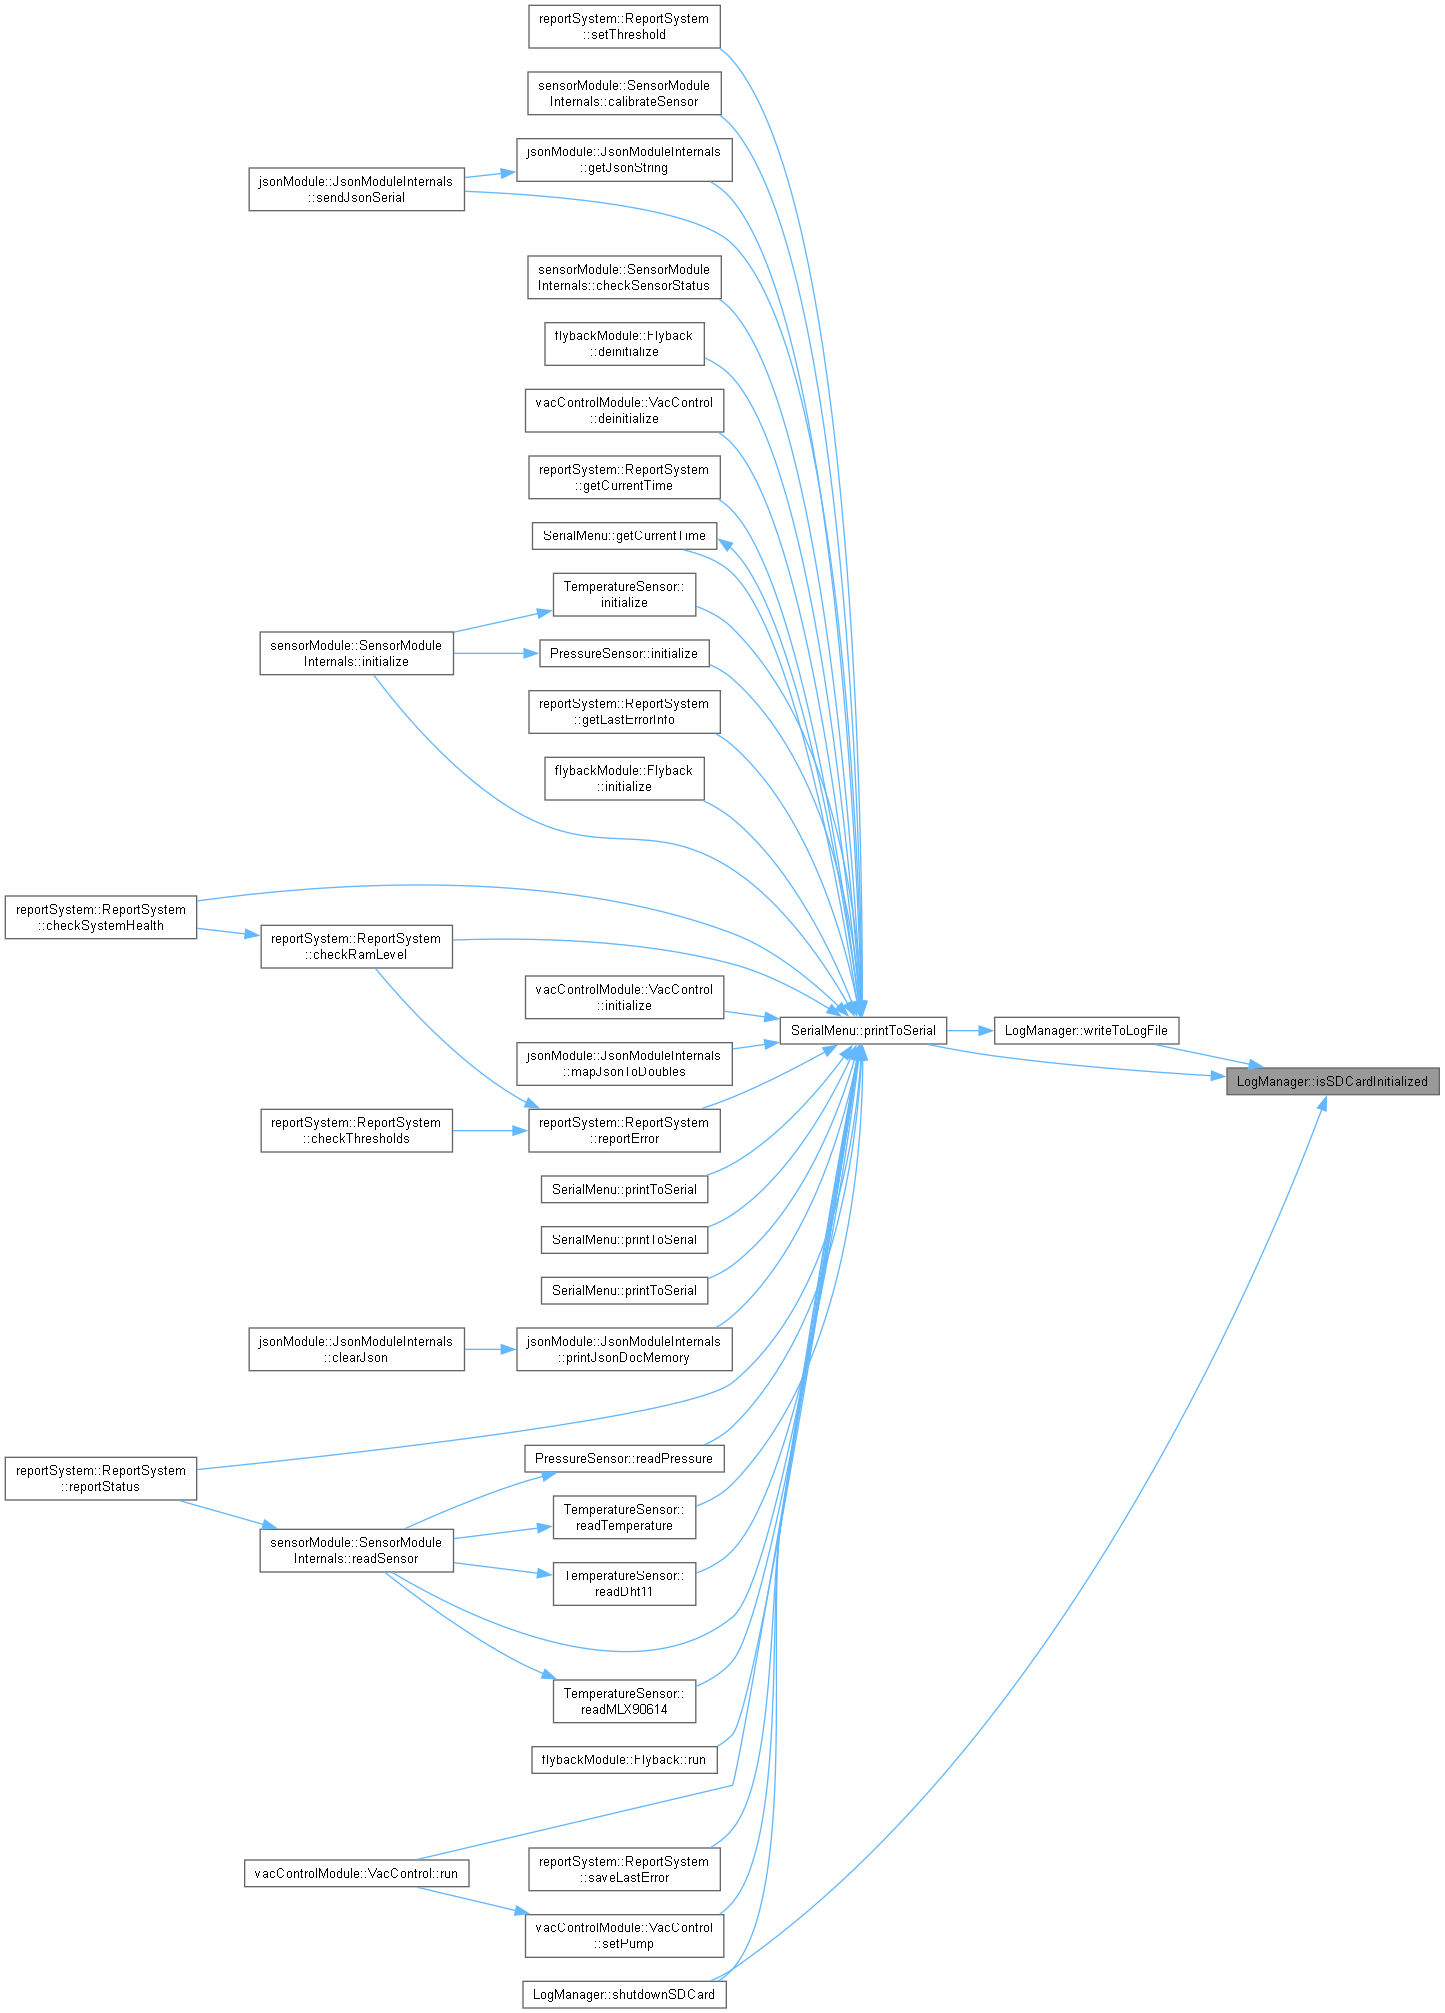 reportSystem::ReportSystem
::setThreshold
sensorModule::SensorModule
Internals::calibrateSensor
jsonModule::JsonModuleInternals
::getJsonString
jsonModule::JsonModuleInternals
::sendJsonSerial
sensorModule::SensorModule
Internals::checkSensorStatus
flybackModule::Flyback
::deinitialize
vacControlModule::VacControl
::deinitialize
reportSystem::ReportSystem
::getCurrentTime
SerialMenu::getCurrentTime
TemperatureSensor::
initialize
sensorModule::SensorModule
Internals::initialize
PressureSensor::initialize
reportSystem::ReportSystem
::getLastErrorInfo
flybackModule::Flyback
::initialize
reportSystem::ReportSystem
::checkSystemHealth
reportSystem::ReportSystem
::checkRamLevel
vacControlModule::VacControl
::initialize
SerialMenu::printToSerial
LogManager::writeToLogFile
jsonModule::JsonModuleInternals
::mapJsonToDoubles
LogManager::isSDCardInitialized
reportSystem::ReportSystem
::checkThresholds
reportSystem::ReportSystem
::reportError
SerialMenu::printToSerial
SerialMenu::printToSerial
SerialMenu::printToSerial
jsonModule::JsonModuleInternals
::clearJson
jsonModule::JsonModuleInternals
::printJsonDocMemory
PressureSensor::readPressure
reportSystem::ReportSystem
::reportStatus
TemperatureSensor::
readTemperature
sensorModule::SensorModule
Internals::readSensor
TemperatureSensor::
readDht11
TemperatureSensor::
readMLX90614
flybackModule::Flyback::run
vacControlModule::VacControl::run
reportSystem::ReportSystem
::saveLastError
vacControlModule::VacControl
::setPump
LogManager::shutdownSDCard